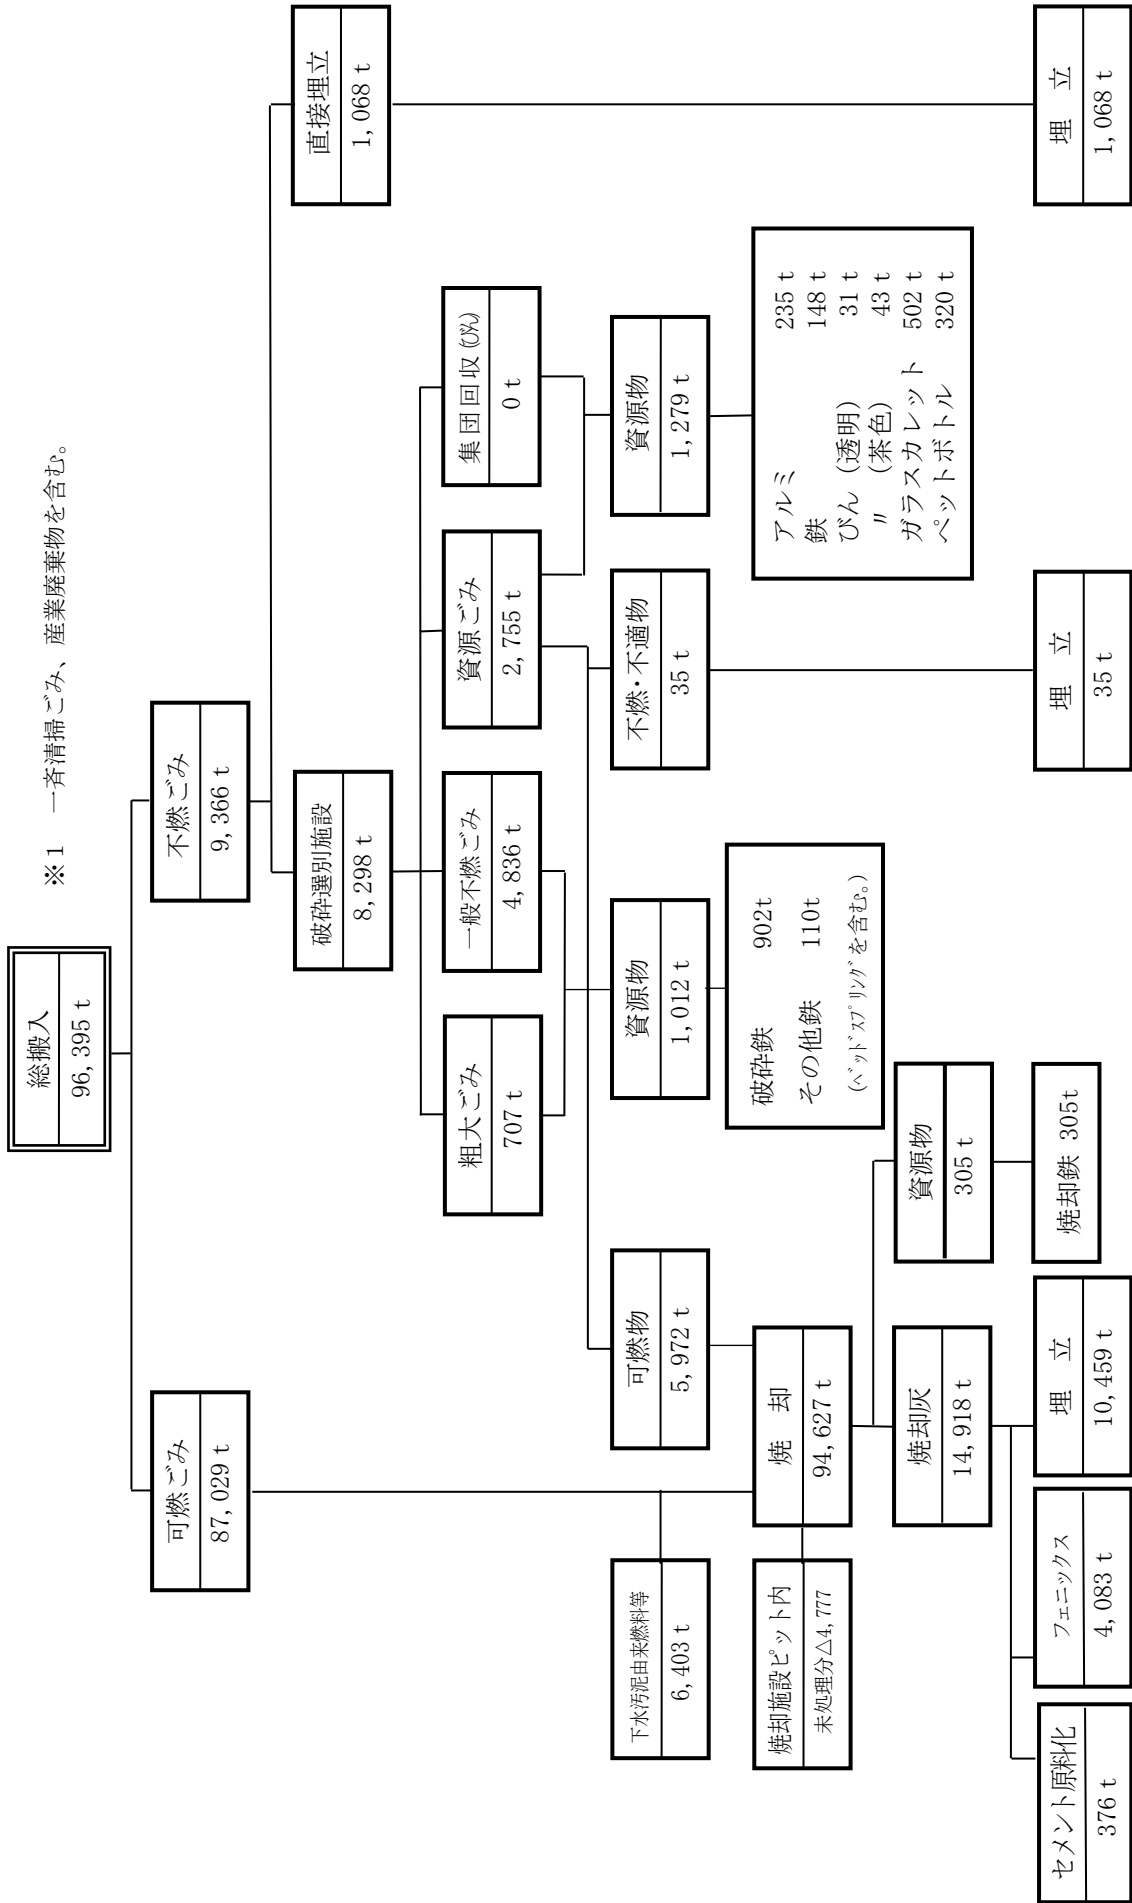 ※1　一斉清掃ごみ、産業廃棄物を含む。
総搬入
96,395 t
可燃ごみ
87,029 t
不燃ごみ
9,366 t
破砕選別施設
8,298 t
直接埋立
1,068 t
粗大ごみ
707 t
一般不燃ごみ
4,836 t
資源ごみ
2,755 t
集団回収(びん)
0 t
下水汚泥由来燃料等
6,403 t
可燃物
5,972 t
資源物
1,012 t
不燃・不適物
35 t
資源物
1,279 t
焼却施設ピット内
未処理分△4,777
焼　却
94,627 t
破砕鉄　902t
その他鉄　110t
(ベッドスプリングを含む。)
アルミ　235 t
鉄　148 t
びん（透明）　31 t
〃　（茶色）　43 t
ガラスカレット　502 t
ペットボトル　320 t
焼却灰
14,918 t
資源物
305 t
セメント原料化
376 t
フェニックス
4,083 t
埋　立
10,459 t
焼却鉄 305t
埋　立
35 t
埋　立
1,068 t